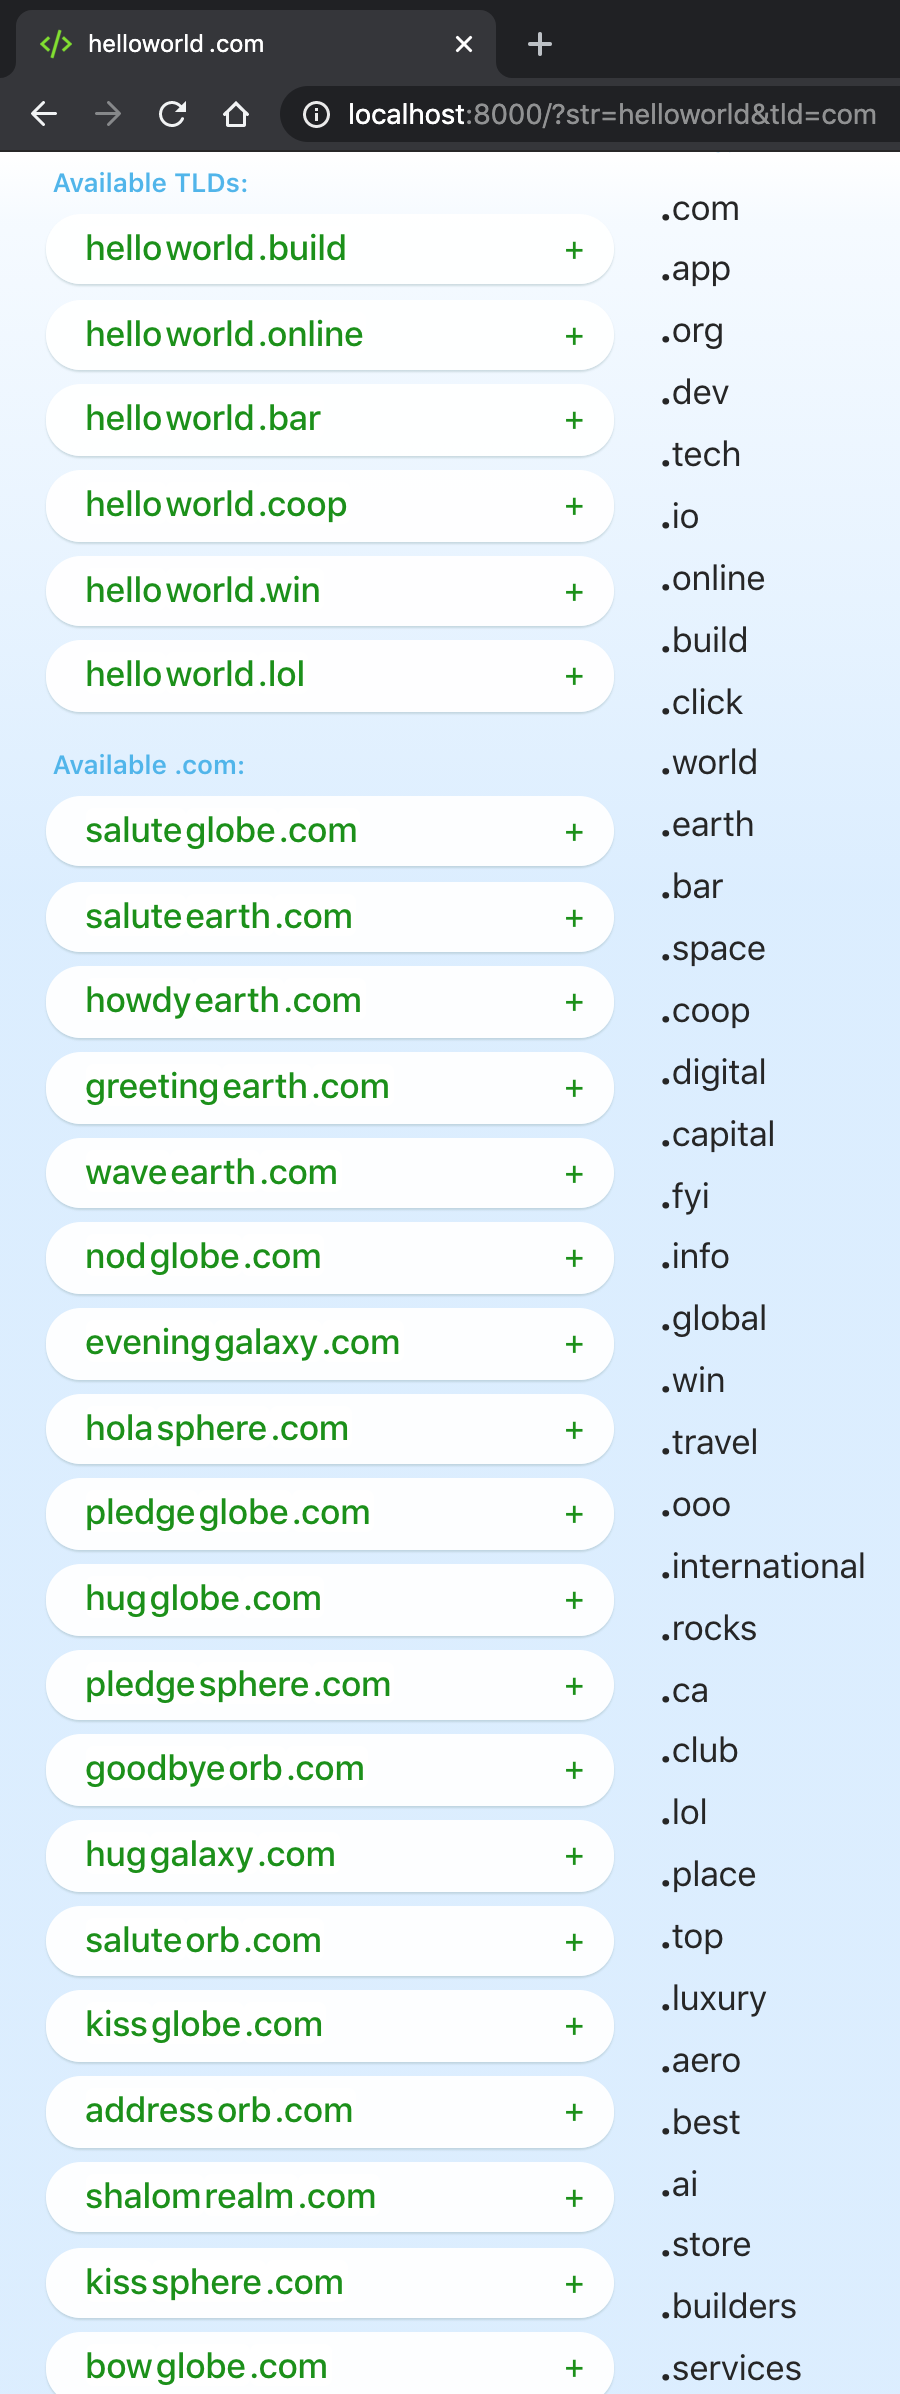 helloworld .com
localhost:8000/?str=helloworld&tld=com
Available TLDs:
helloworld.build +
helloworld.online +
helloworld.bar +
helloworld.coop +
helloworld.win +
helloworld.lol +
Available .com:
saluteglobe.com +
saluteearth.com +
howdyearth.com +
greetingearth.com +
waveearth.com +
nodglobe.com +
eveninggalaxy.com +
holasphere.com +
pledgeglobe.com +
hugglobe.com +
pledgesphere.com +
goodbyeorb.com +
huggalaxy.com +
saluteorb.com +
kissglobe.com +
addressorb.com +
shalomrealm.com +
kisssphere.com +
bowglobe.com +
.com
.app
.org
.dev
.tech
.io
.online
.build
.click
.world
.earth
.bar
.space
.coop
.digital
.capital
.fyi
.info
.global
.win
.travel
.ooo
.international
.rocks
.ca
.club
.lol
.place
.top
.luxury
.aero
.best
.ai
.store
.builders
.services